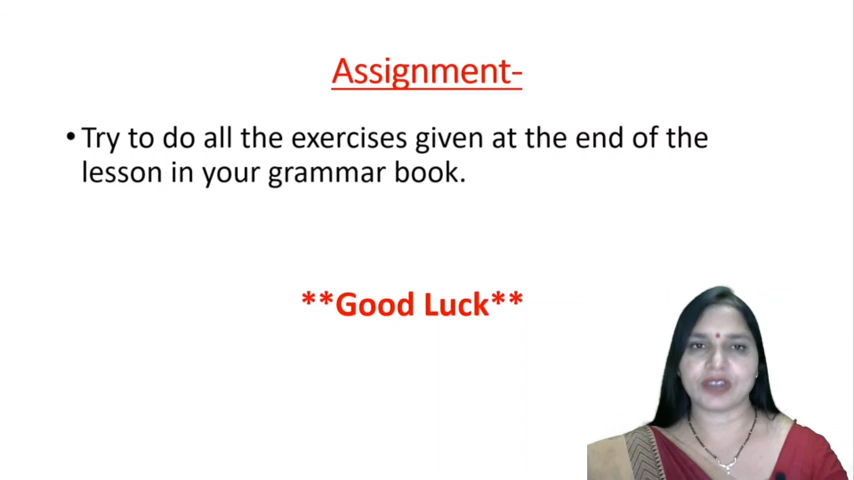 Assignment-
• Try to do all the exercises given at the end of the
lesson in your grammar book.
**Good Luck**